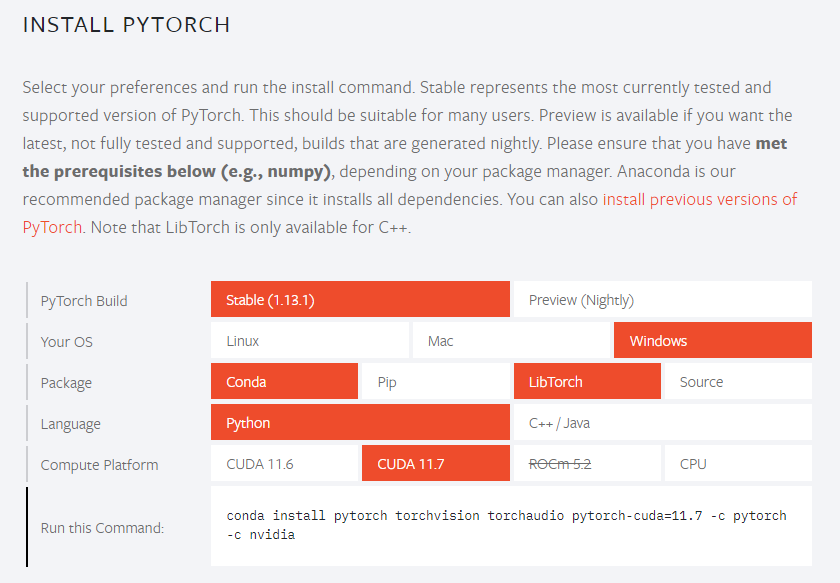 INSTALL PYTORCH
Select your preferences and run the install command. Stable represents the most currently tested and
supported version of PyTorch. This should be suitable for many users. Preview is available if you want the
latest, not fully tested and supported, builds that are generated nightly. Please ensure that you have met
the prerequisites below (e.g., numpy), depending on your package manager. Anaconda is our
recommended package manager since it installs all dependencies. You can also install previous versions of
PyTorch. Note that LibTorch is only available for C++.
PyTorch Build Stable (1.13.1) Preview (Nightly)
Your OS Linux Mac Windows
Package Conda Pip LibTorch Source
Language Python C++ / Java
Compute Platform CUDA 11.6 CUDA 11.7 ROCm 5.2 CPU
Run this Command: conda install pytorch torchvision torchaudio pytorch-cuda=11.7 -c pytorch
-c nvidia